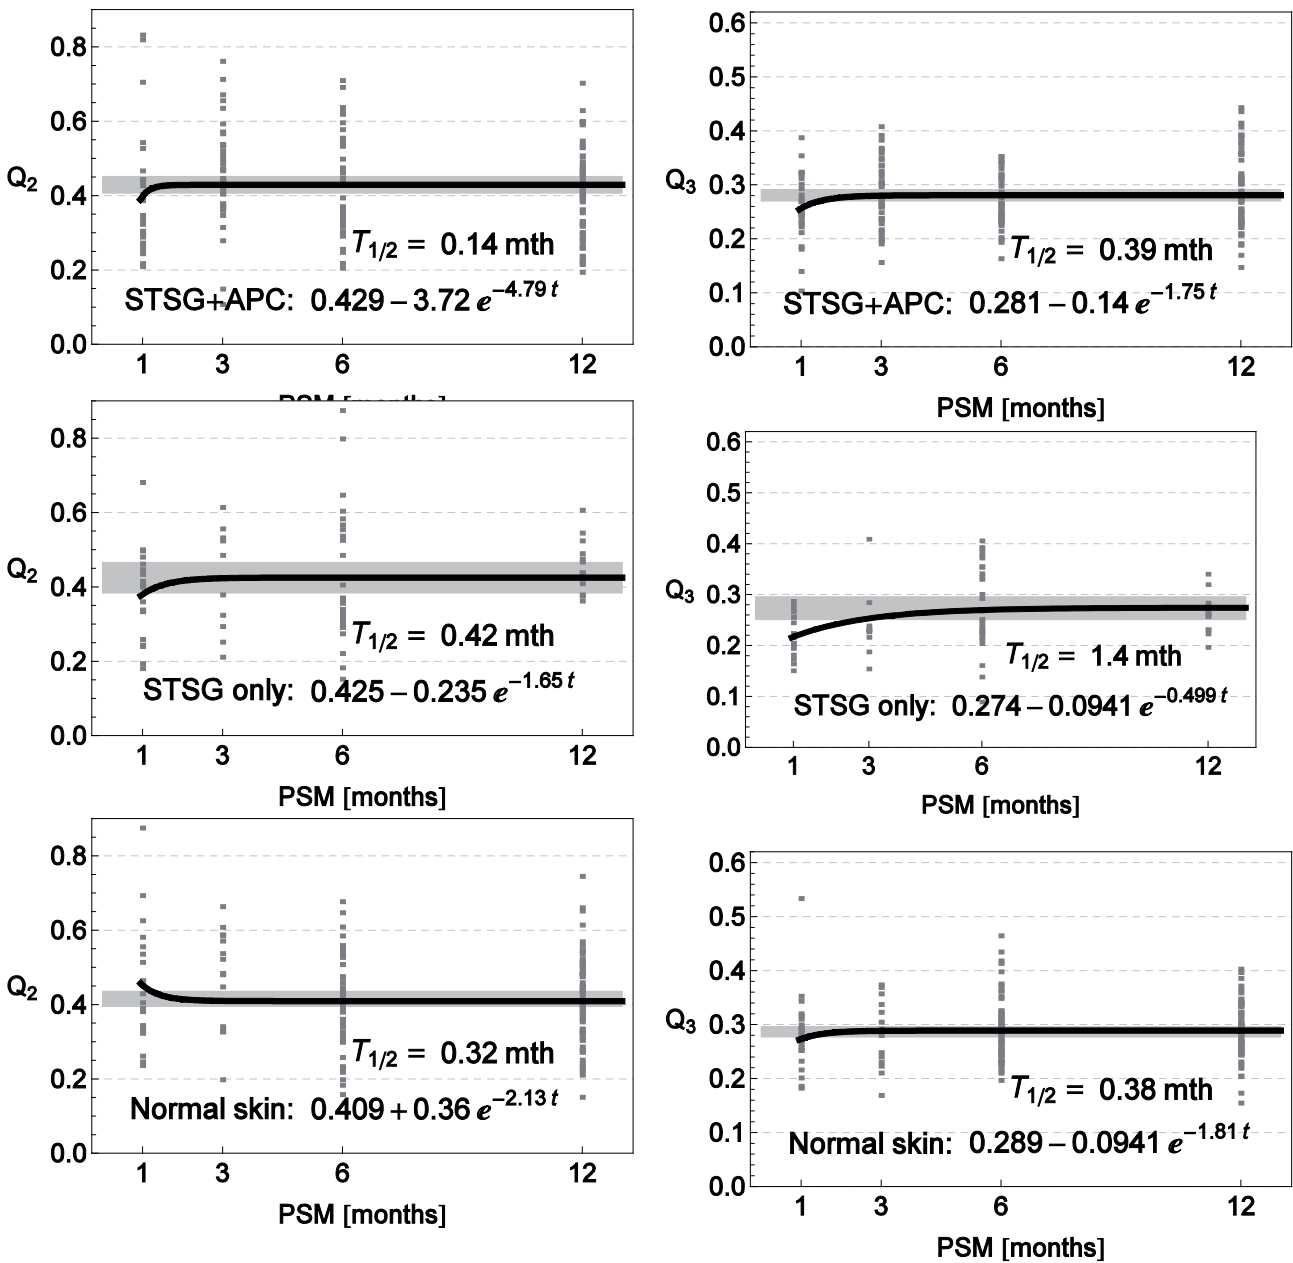 0.8
0.6
Q2
0.4
T1/2 = 0.14 mth
0.2
STSG+APC: 0.429 – 3.72 e^–4.79 t
0.0
1 3 6 12
PSM [months]
0.6
0.5
0.4
Q3
0.3
0.2
T1/2 = 0.39 mth
0.1
STSG+APC: 0.281 – 0.14 e^–1.75 t
0.0
1 3 6 12
PSM [months]
0.8
0.6
Q2
0.4
T1/2 = 0.42 mth
0.2
STSG only: 0.425 – 0.235 e^–1.65 t
0.0
1 3 6 12
PSM [months]
0.6
0.5
0.4
Q3
0.3
0.2
T1/2 = 1.4 mth
0.1
STSG only: 0.274 – 0.0941 e^–0.499 t
0.0
1 3 6 12
PSM [months]
0.8
0.6
Q2
0.4
T1/2 = 0.32 mth
0.2
Normal skin: 0.409 + 0.36 e^–2.13 t
0.0
1 3 6 12
PSM [months]
0.6
0.5
0.4
Q3
0.3
0.2
T1/2 = 0.38 mth
0.1
Normal skin: 0.289 – 0.0941 e^–1.81 t
0.0
1 3 6 12
PSM [months]